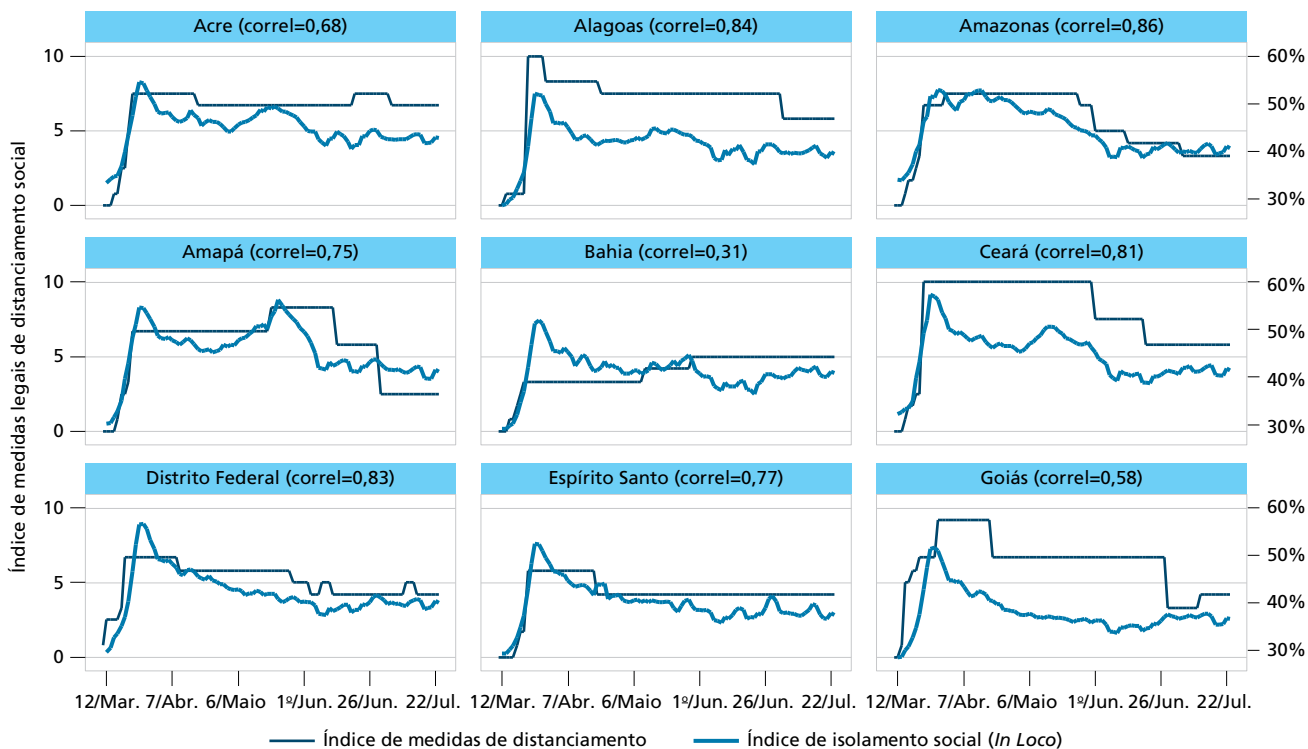 Índice de medidas legais de distanciamento social
Acre (correl=0,68)
Alagoas (correl=0,84)
Amazonas (correl=0,86)
10
5
0
60%
50%
40%
30%
Amapá (correl=0,75)
Bahia (correl=0,31)
Ceará (correl=0,81)
10
5
0
60%
50%
40%
30%
Distrito Federal (correl=0,83)
Espírito Santo (correl=0,77)
Goiás (correl=0,58)
10
5
0
60%
50%
40%
30%
12/Mar. 7/Abr. 6/Maio 1º/Jun. 26/Jun. 22/Jul.
12/Mar. 7/Abr. 6/Maio 1º/Jun. 26/Jun. 22/Jul.
12/Mar. 7/Abr. 6/Maio 1º/Jun. 26/Jun. 22/Jul.
Índice de medidas de distanciamento
Índice de isolamento social (In Loco)